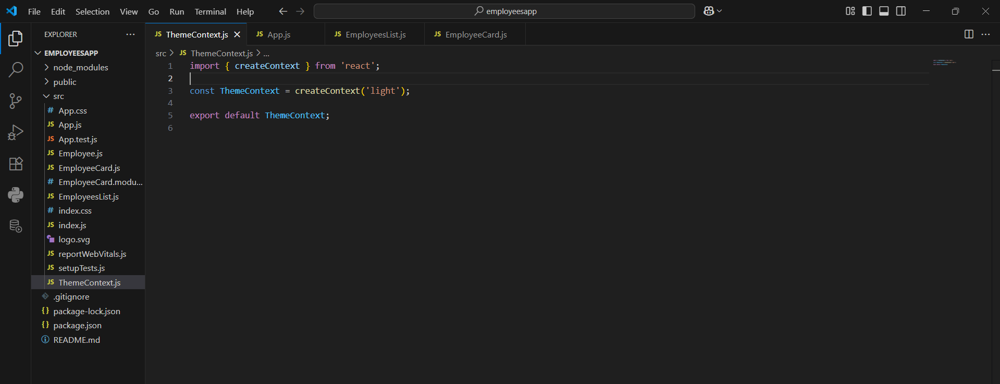 File Edit Selection View Go Run Terminal Help employeesapp
EXPLORER
ThemeContext.js App.js EmployeesList.js EmployeeCard.js
EMPLOYEESAPP
node_modules
public
src
App.css
App.js
App.test.js
Employee.js
EmployeeCard.js
EmployeeCard.modu...
EmployeesList.js
index.css
index.js
logo.svg
reportWebVitals.js
setupTests.js
ThemeContext.js
.gitignore
package-lock.json
package.json
README.md
src > JS ThemeContext.js > ...
1 import { createContext } from 'react';
2
3 const ThemeContext = createContext('light');
4
5 export default ThemeContext;
6